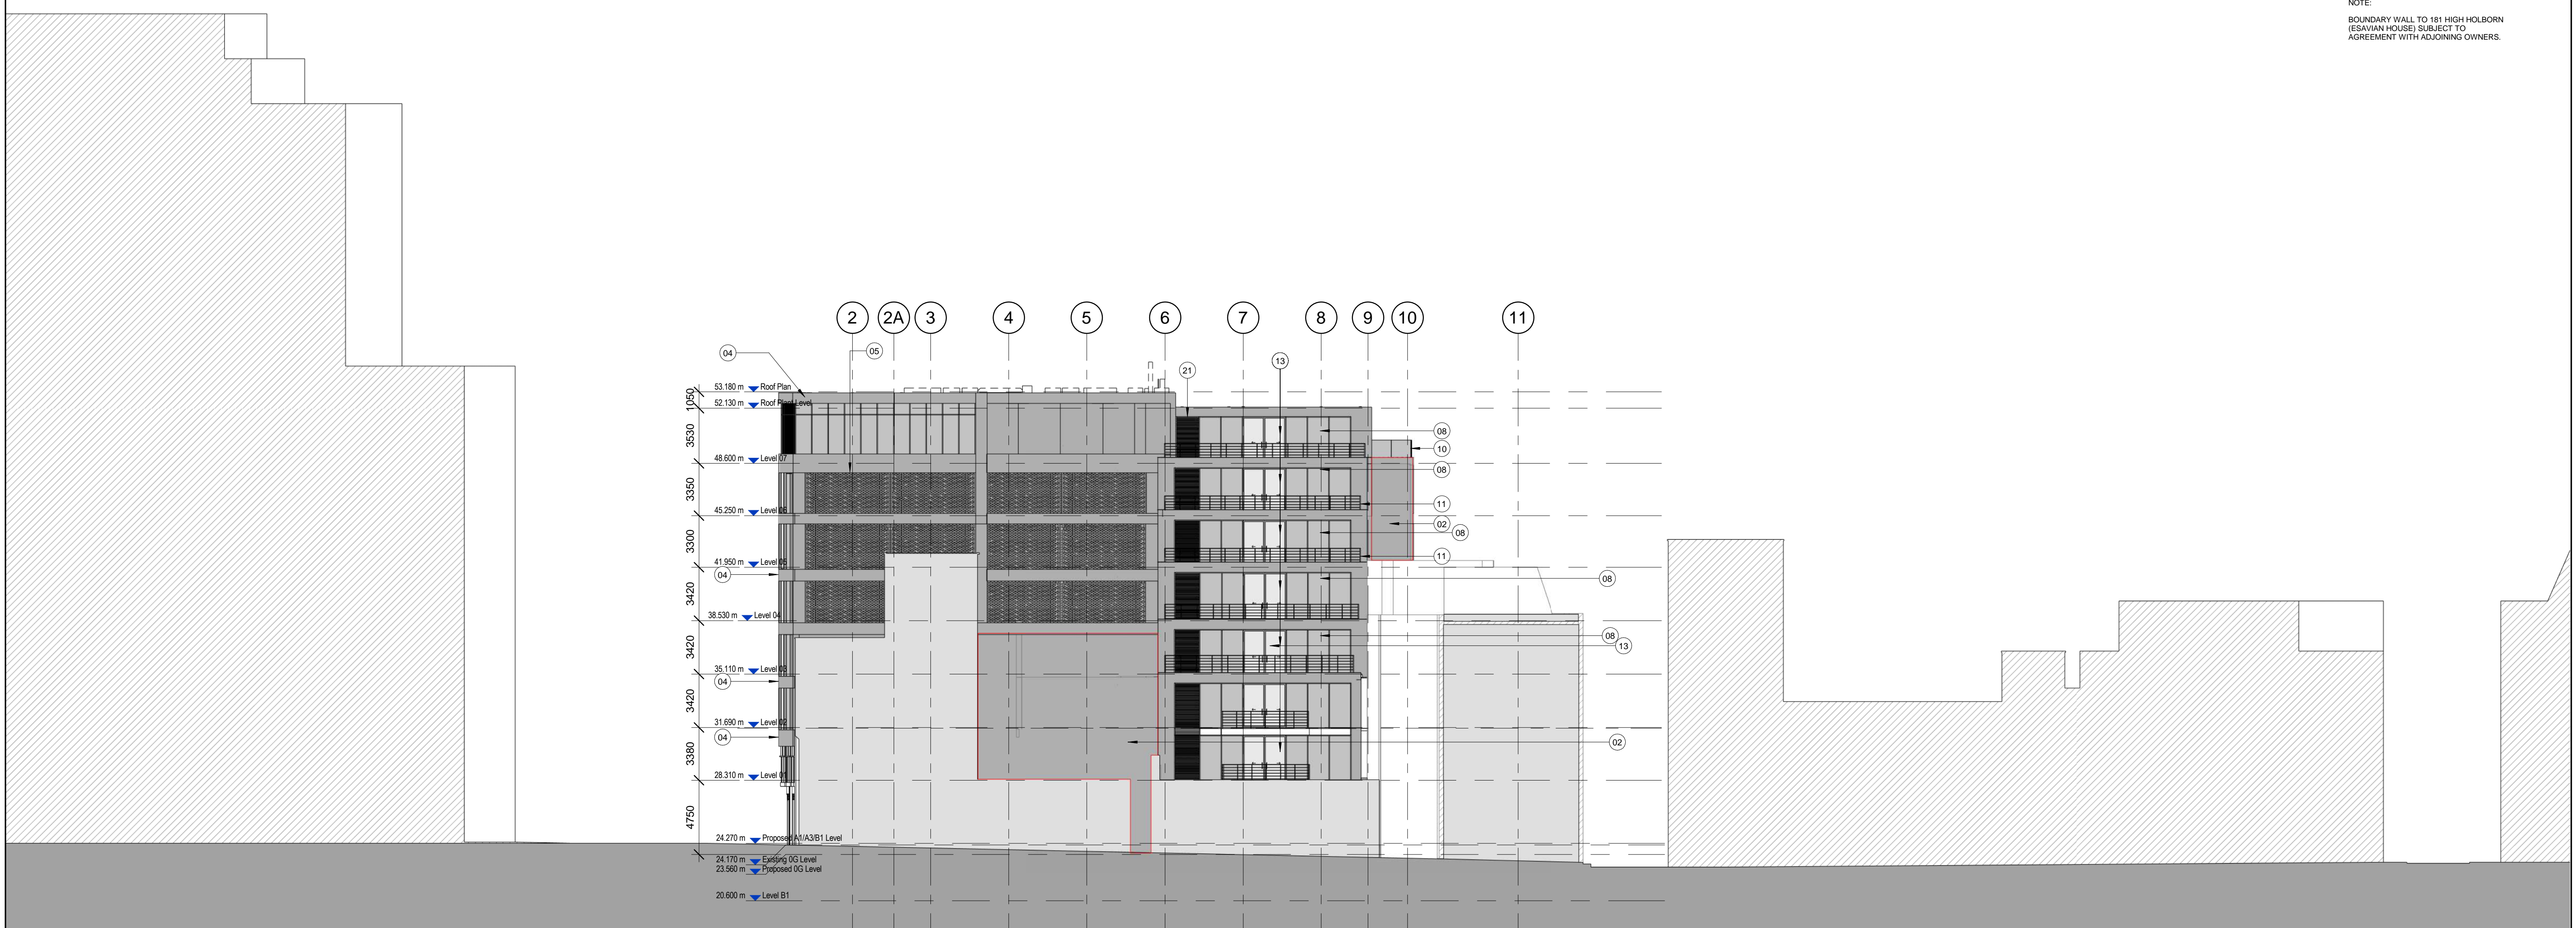 NOTE:
BOUNDARY WALL TO 181 HIGH HOLBORN
(ESAVIAN HOUSE) SUBJECT TO
AGREEMENT WITH ADJOINING OWNERS.
2 2A 3 4 5 6 7 8 9 10 11
04
05
13
21
53.180 m Roof Plan
1050
52.130 m Roof Plant Level
08
3530
10
48.600 m Level 07
08
3350
11
45.250 m Level 06
02
08
3300
11
41.950 m Level 05
04
08
3420
38.530 m Level 04
08
13
3420
35.110 m Level 03
04
3420
31.690 m Level 02
04
02
3380
28.310 m Level 01
4750
24.270 m Proposed A1/A3/B1 Level
24.170 m Existing 0G Level
23.560 m Proposed 0G Level
20.600 m Level B1